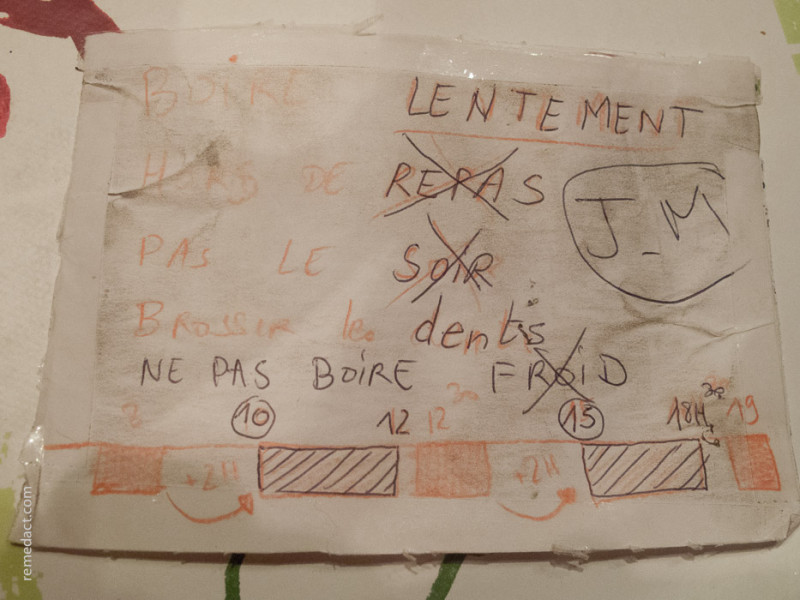 BOIRE LENTEMENT
HORS DE REPAS
J-M
PAS LE SOIR
BROSSER les dents
NE PAS BOIRE FROID
8 10 12 12 30 15 18H 30 19
+2H +2H
remedact.com